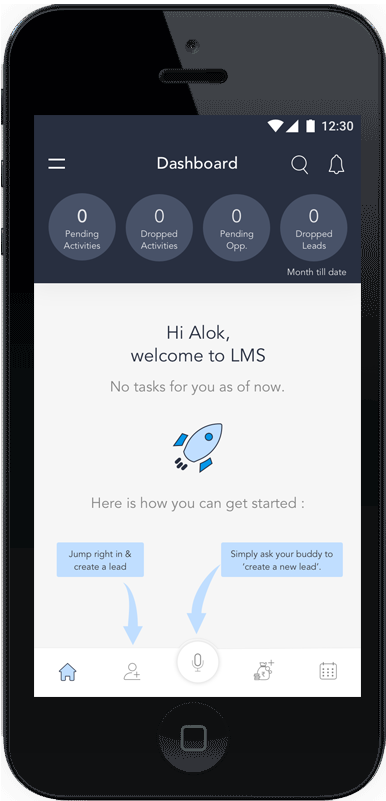 12:30
Dashboard
0 0 0 0
Pending Dropped Pending Dropped
Activities Activities Opp. Leads
Month till date
Hi Alok,
welcome to LMS
No tasks for you as of now.
Here is how you can get started :
Jump right in &
create a lead
Simply ask your buddy to
'create a new lead'.